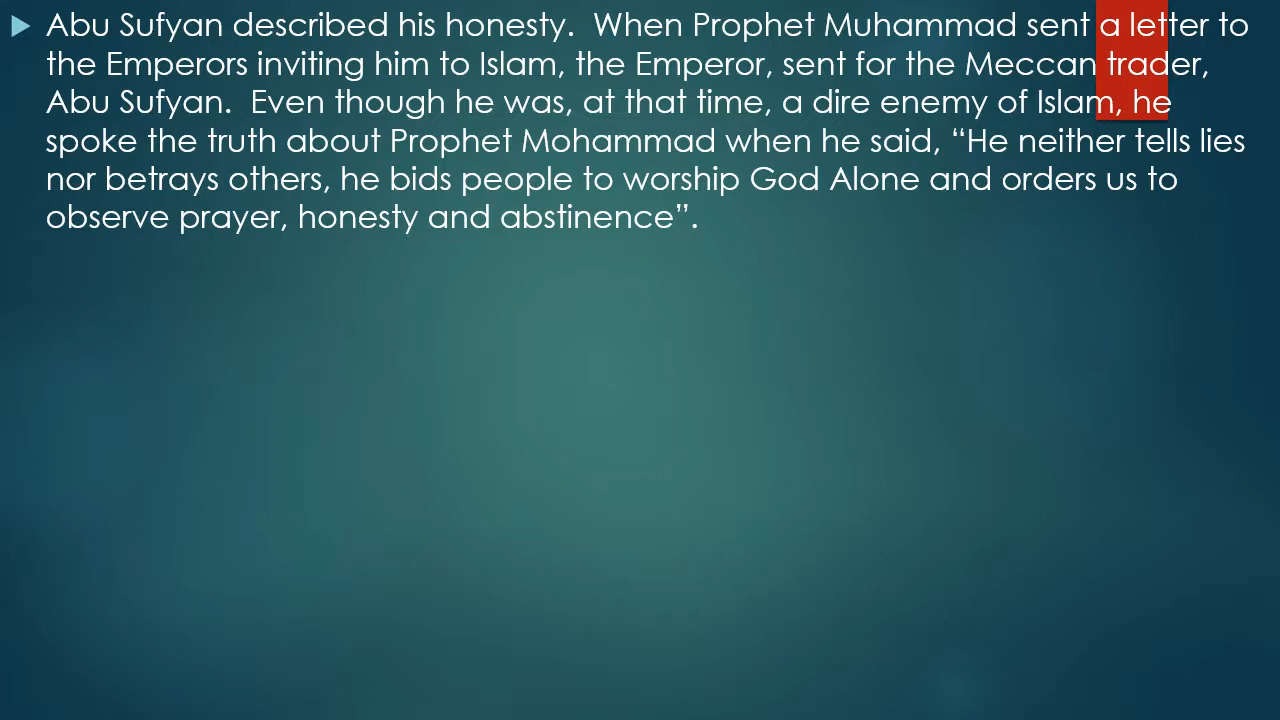 Abu Sufyan described his honesty.  When Prophet Muhammad sent a letter to
the Emperors inviting him to Islam, the Emperor, sent for the Meccan trader,
Abu Sufyan.  Even though he was, at that time, a dire enemy of Islam, he
spoke the truth about Prophet Mohammad when he said, “He neither tells lies
nor betrays others, he bids people to worship God Alone and orders us to
observe prayer, honesty and abstinence”.